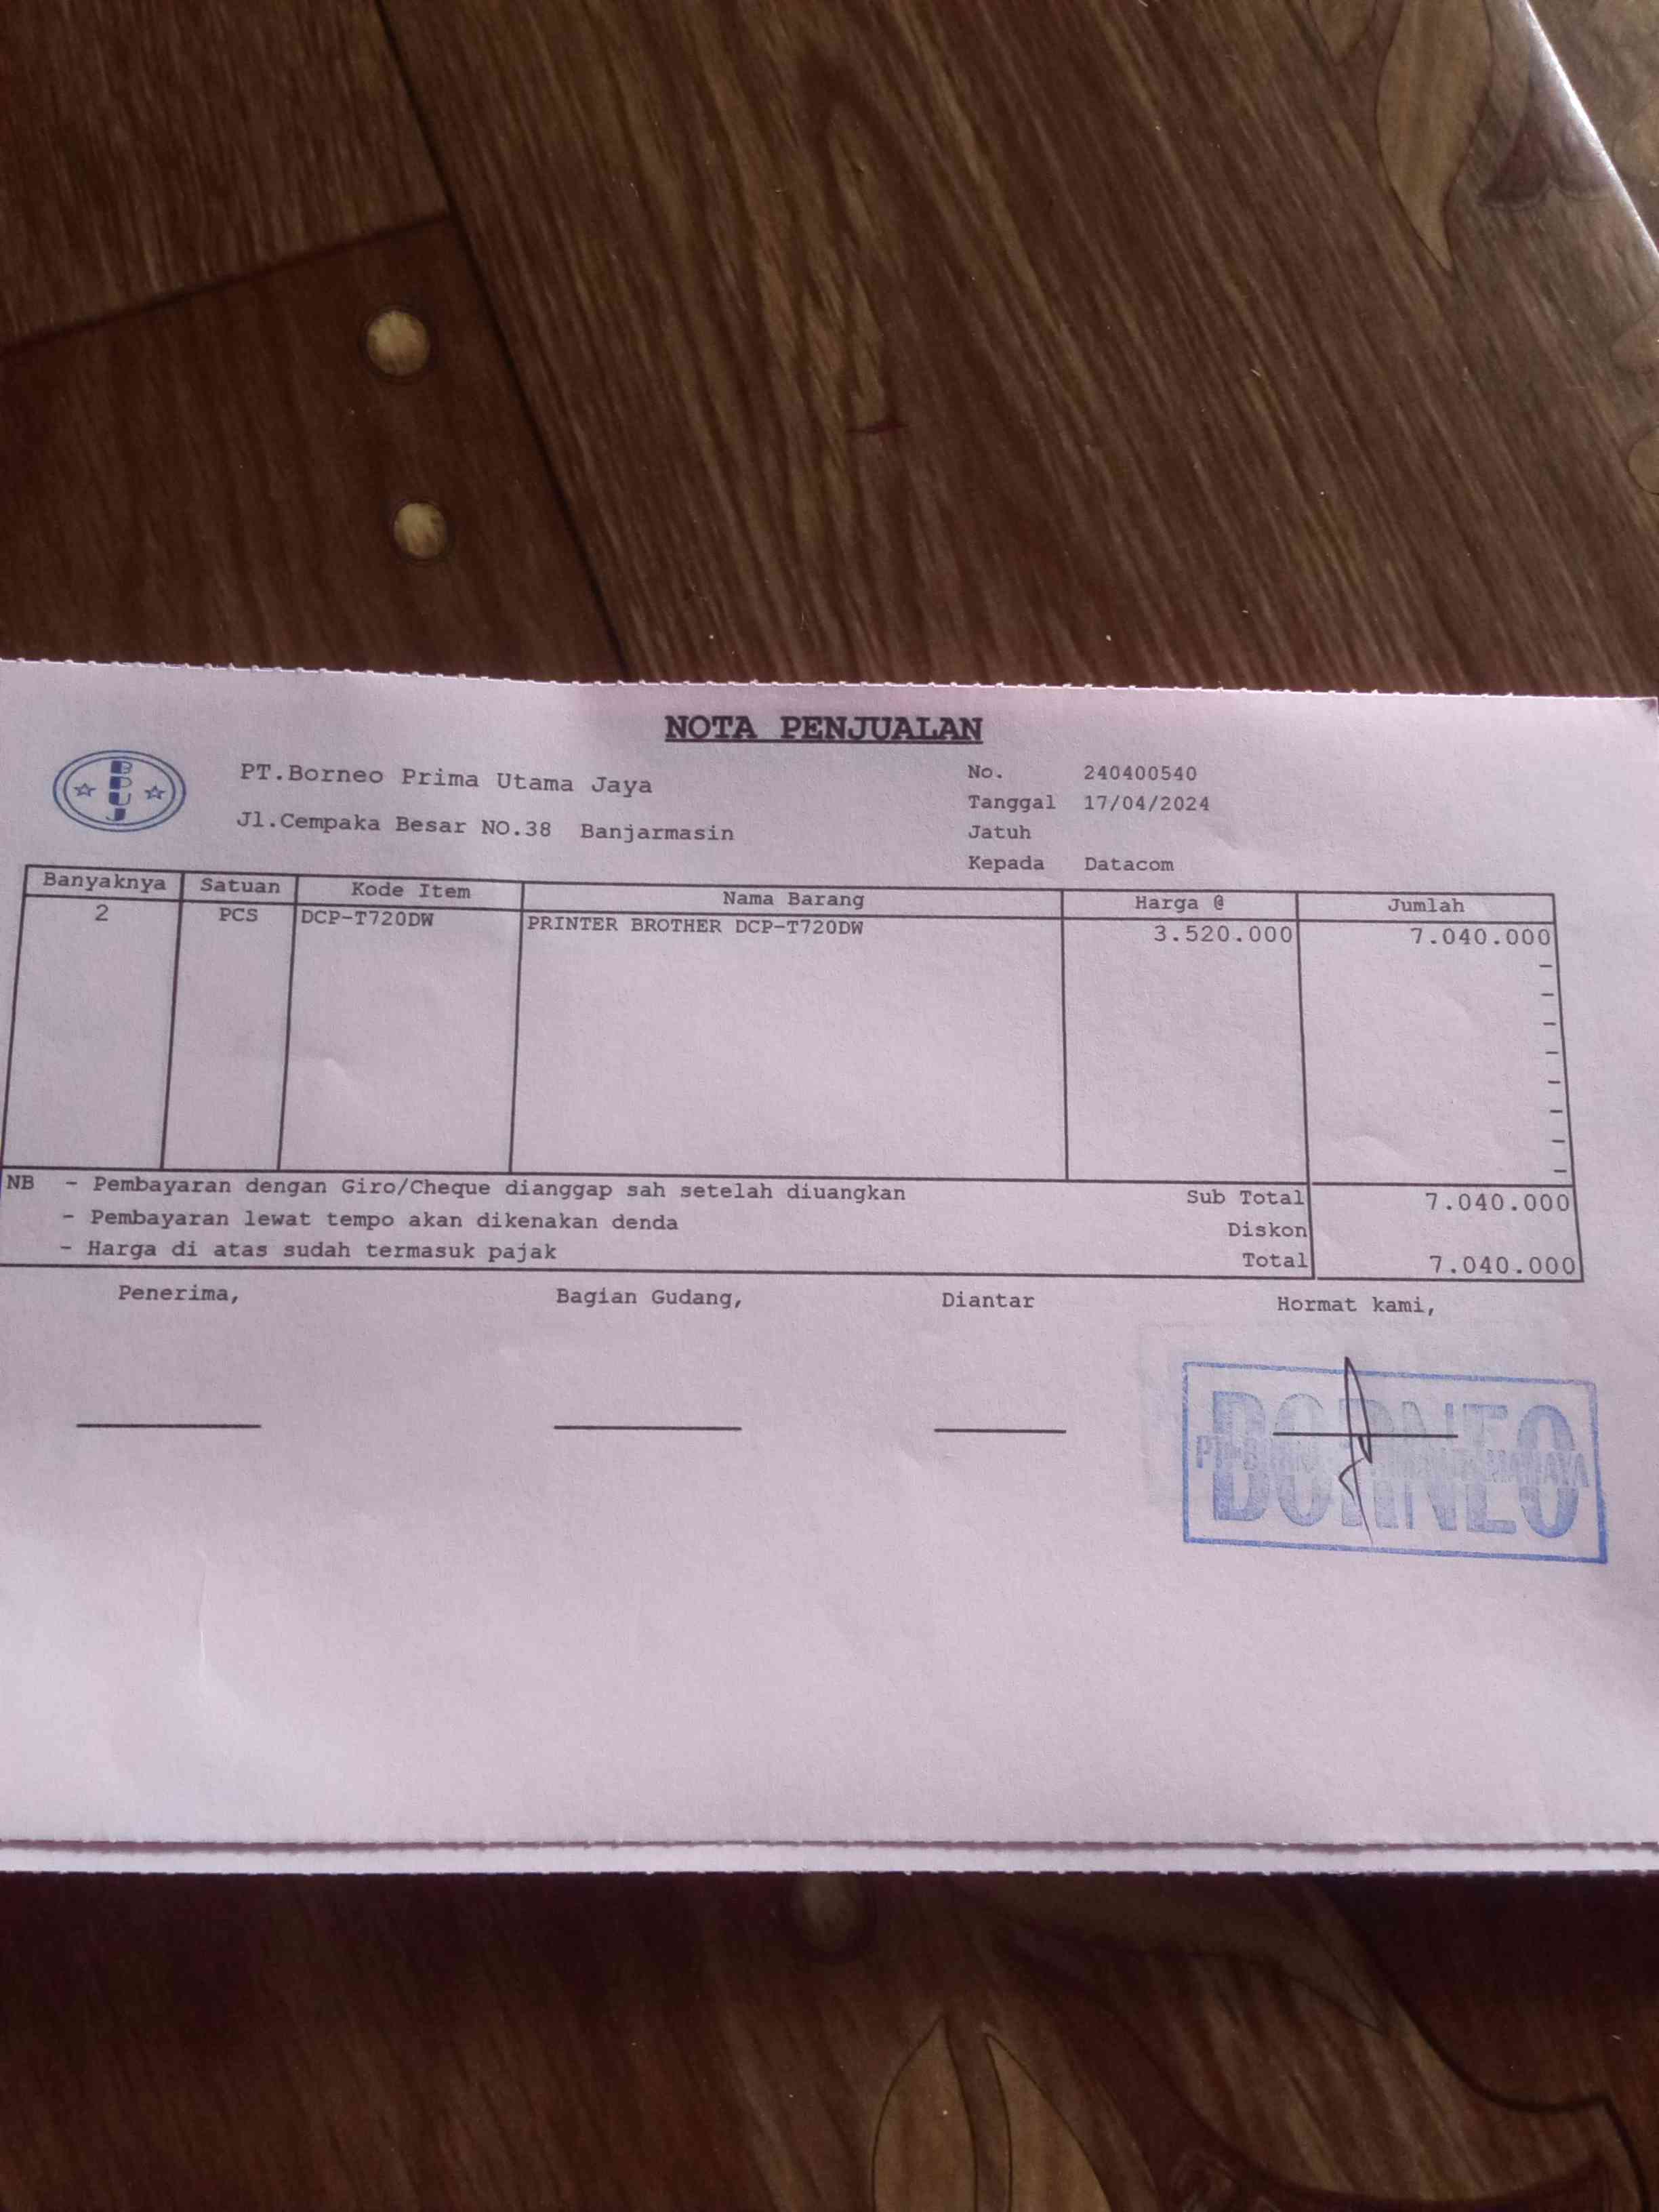 NOTA PENJUALAN
BPUJ
PT.Borneo Prima Utama Jaya
Jl.Cempaka Besar NO.38 Banjarmasin
No. 240400540
Tanggal 17/04/2024
Jatuh
Kepada Datacom
Banyaknya Satuan Kode Item Nama Barang Harga @ Jumlah
2 PCS DCP-T720DW PRINTER BROTHER DCP-T720DW 3.520.000 7.040.000
-
-
-
-
-
-
-
-
NB - Pembayaran dengan Giro/Cheque dianggap sah setelah diuangkan
- Pembayaran lewat tempo akan dikenakan denda
- Harga di atas sudah termasuk pajak
Sub Total 7.040.000
Diskon
Total 7.040.000
Penerima, Bagian Gudang, Diantar Hormat kami,
BORNEO